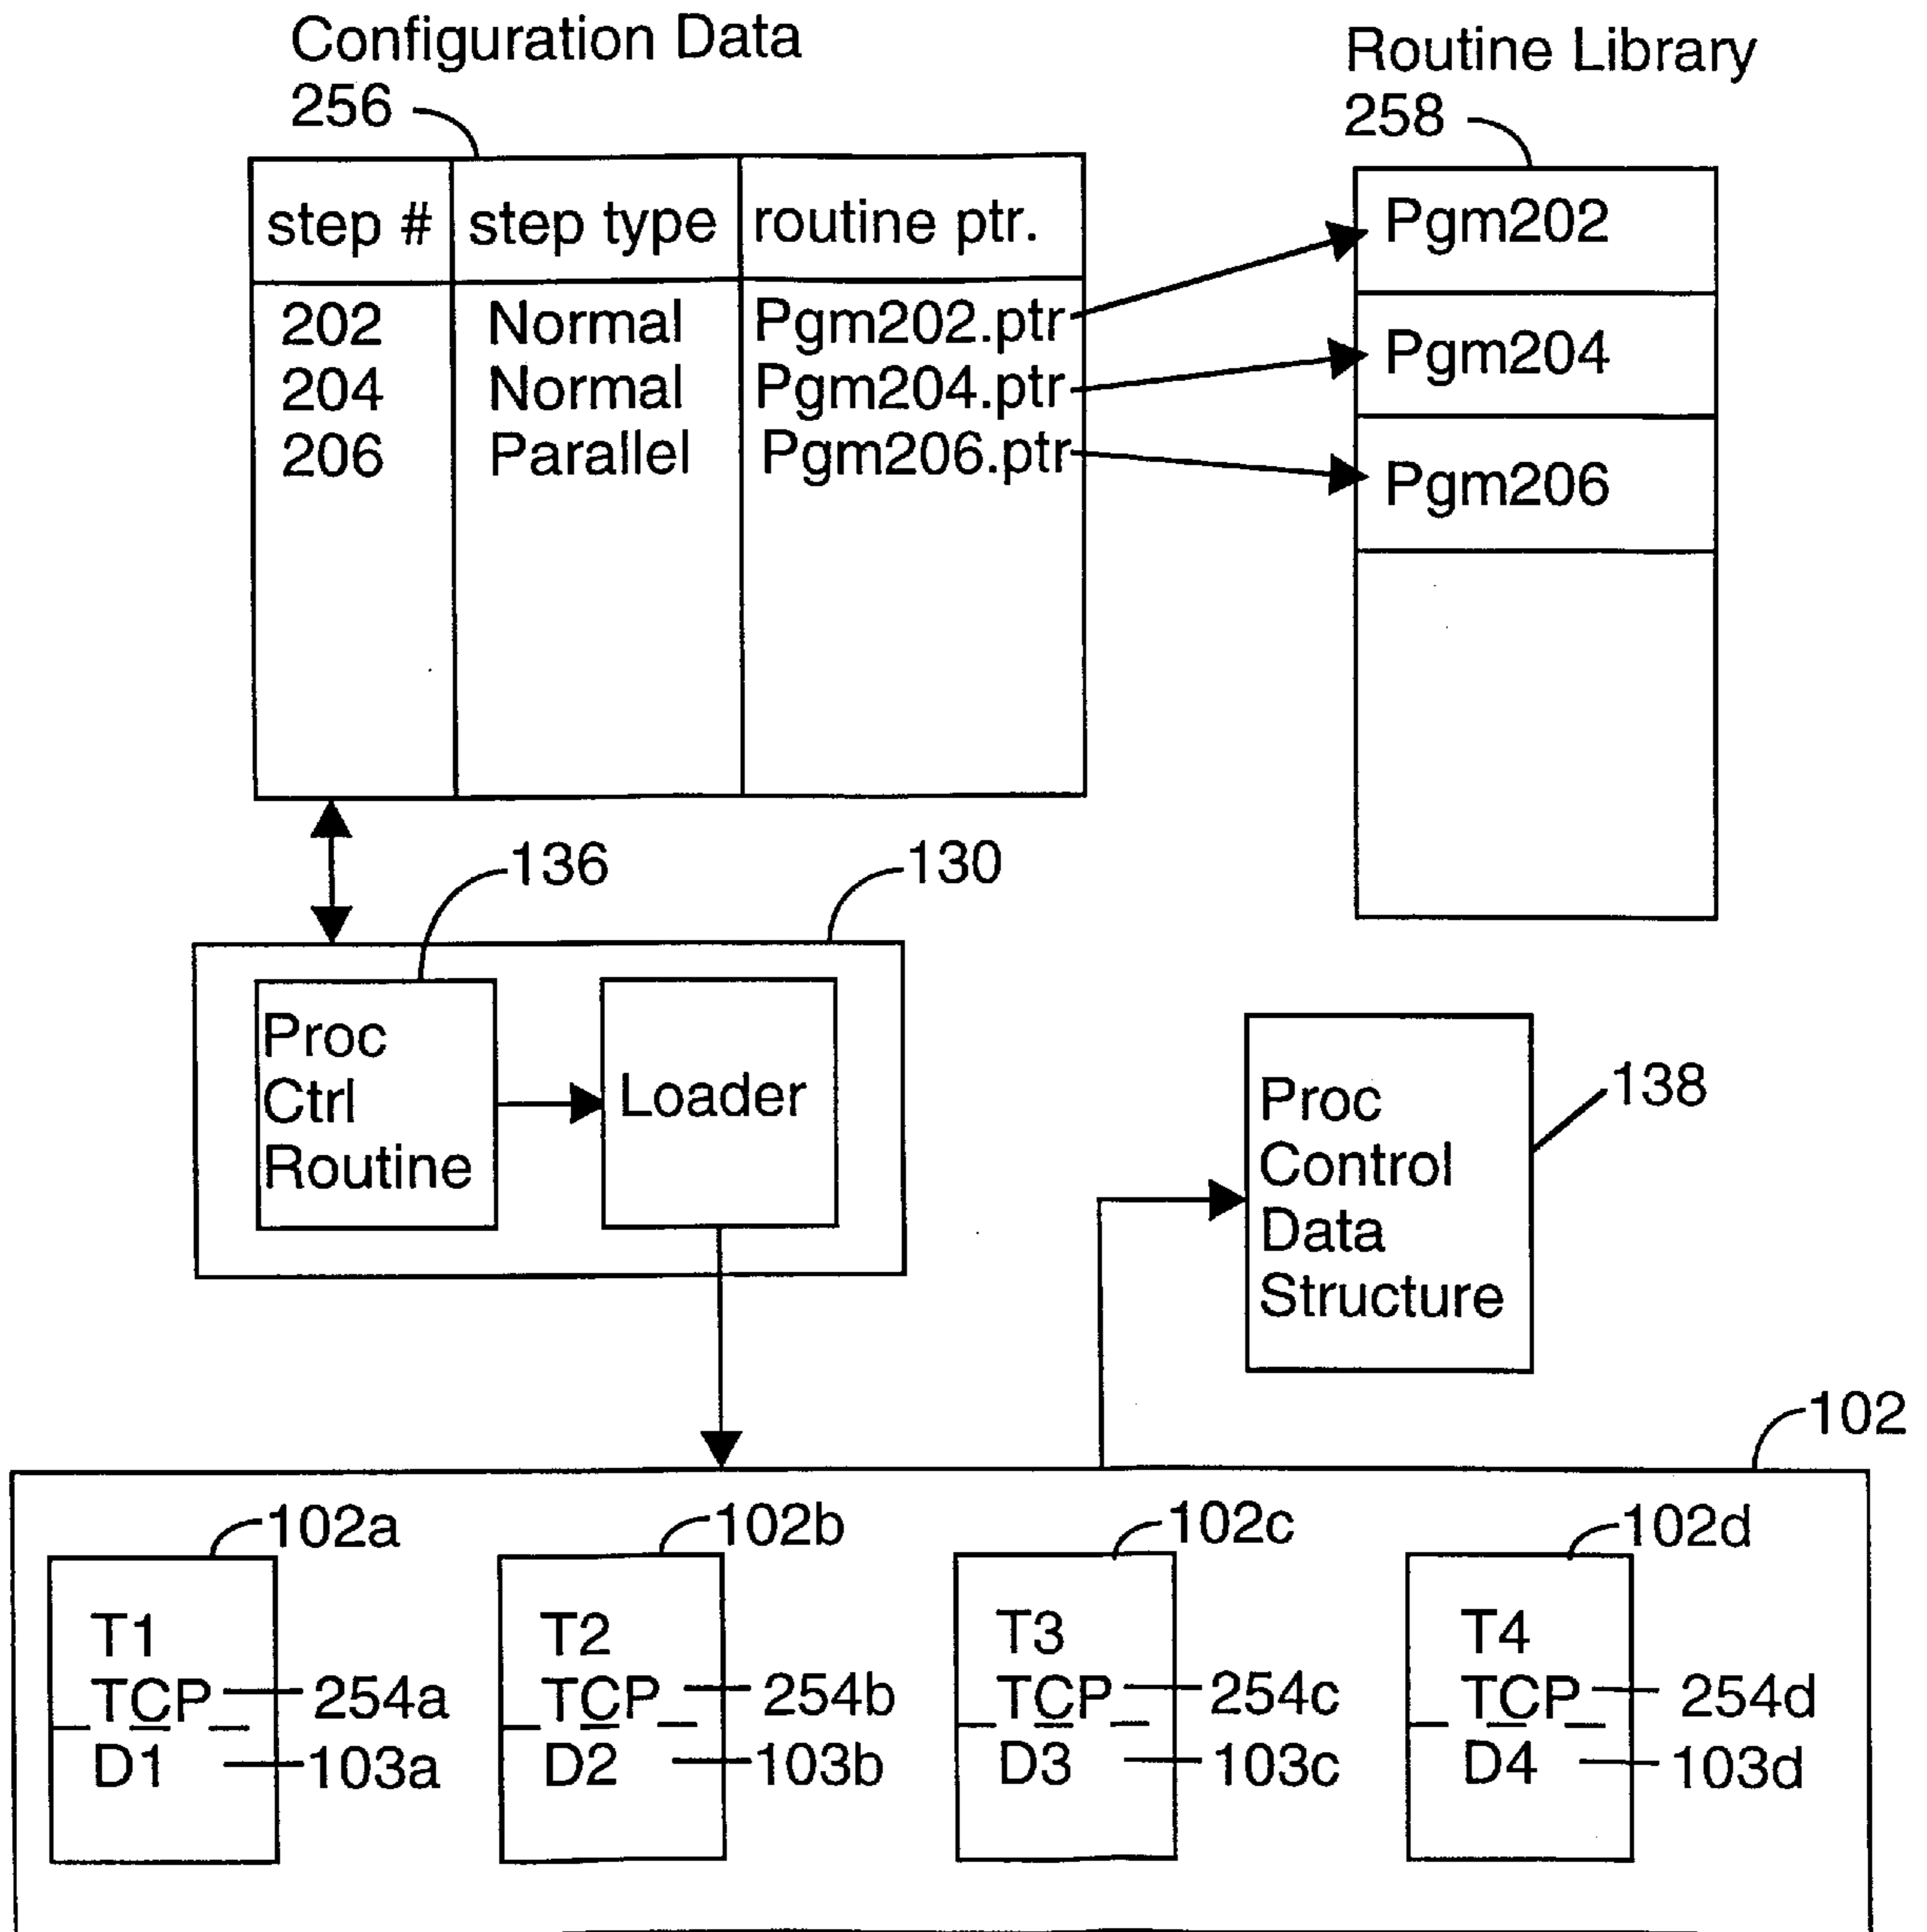 Configuration Data
256
Routine Library
258
step # step type routine ptr.
202 Normal Pgm202.ptr
204 Normal Pgm204.ptr
206 Parallel Pgm206.ptr
Pgm202
Pgm204
Pgm206
136
130
Proc
Ctrl
Routine
Loader
Proc
Control
Data
Structure
138
102
102a
T1
TCP 254a
D1 103a
102b
T2
TCP 254b
D2 103b
102c
T3
TCP 254c
D3 103c
102d
T4
TCP 254d
D4 103d